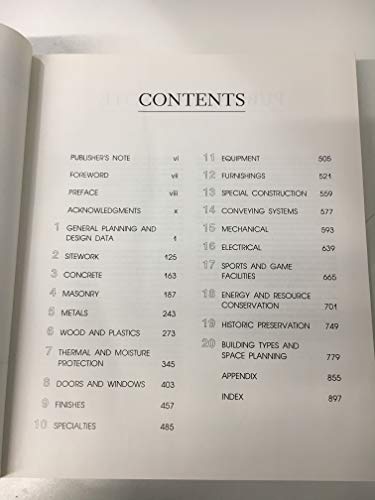 CONTENTS
PUBLISHER'S NOTE vi
FOREWORD vii
PREFACE viii
ACKNOWLEDGMENTS x
1 GENERAL PLANNING AND
DESIGN DATA 1
2 SITEWORK 125
3 CONCRETE 163
4 MASONRY 187
5 METALS 243
6 WOOD AND PLASTICS 273
7 THERMAL AND MOISTURE
PROTECTION 345
8 DOORS AND WINDOWS 403
9 FINISHES 457
10 SPECIALTIES 485
11 EQUIPMENT 505
12 FURNISHINGS 521
13 SPECIAL CONSTRUCTION 559
14 CONVEYING SYSTEMS 577
15 MECHANICAL 593
16 ELECTRICAL 639
17 SPORTS AND GAME
FACILITIES 665
18 ENERGY AND RESOURCE
CONSERVATION 701
19 HISTORIC PRESERVATION 749
20 BUILDING TYPES AND
SPACE PLANNING 779
APPENDIX 855
INDEX 897